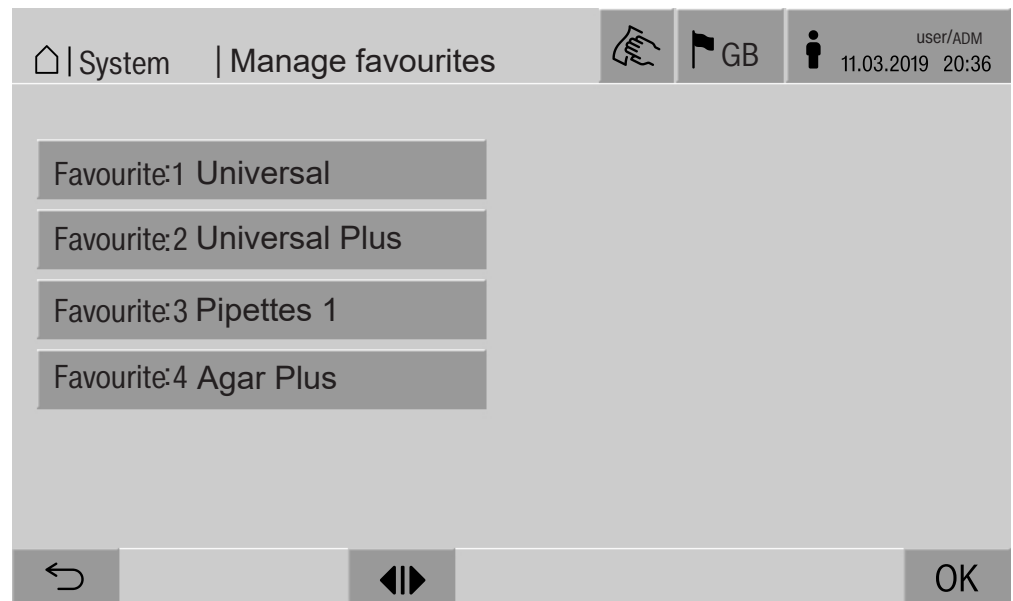 | System | Manage favourites
GB
user/ADM
11.03.2019 20:36
Favourite:1 Universal
Favourite:2 Universal Plus
Favourite:3 Pipettes 1
Favourite:4 Agar Plus
OK